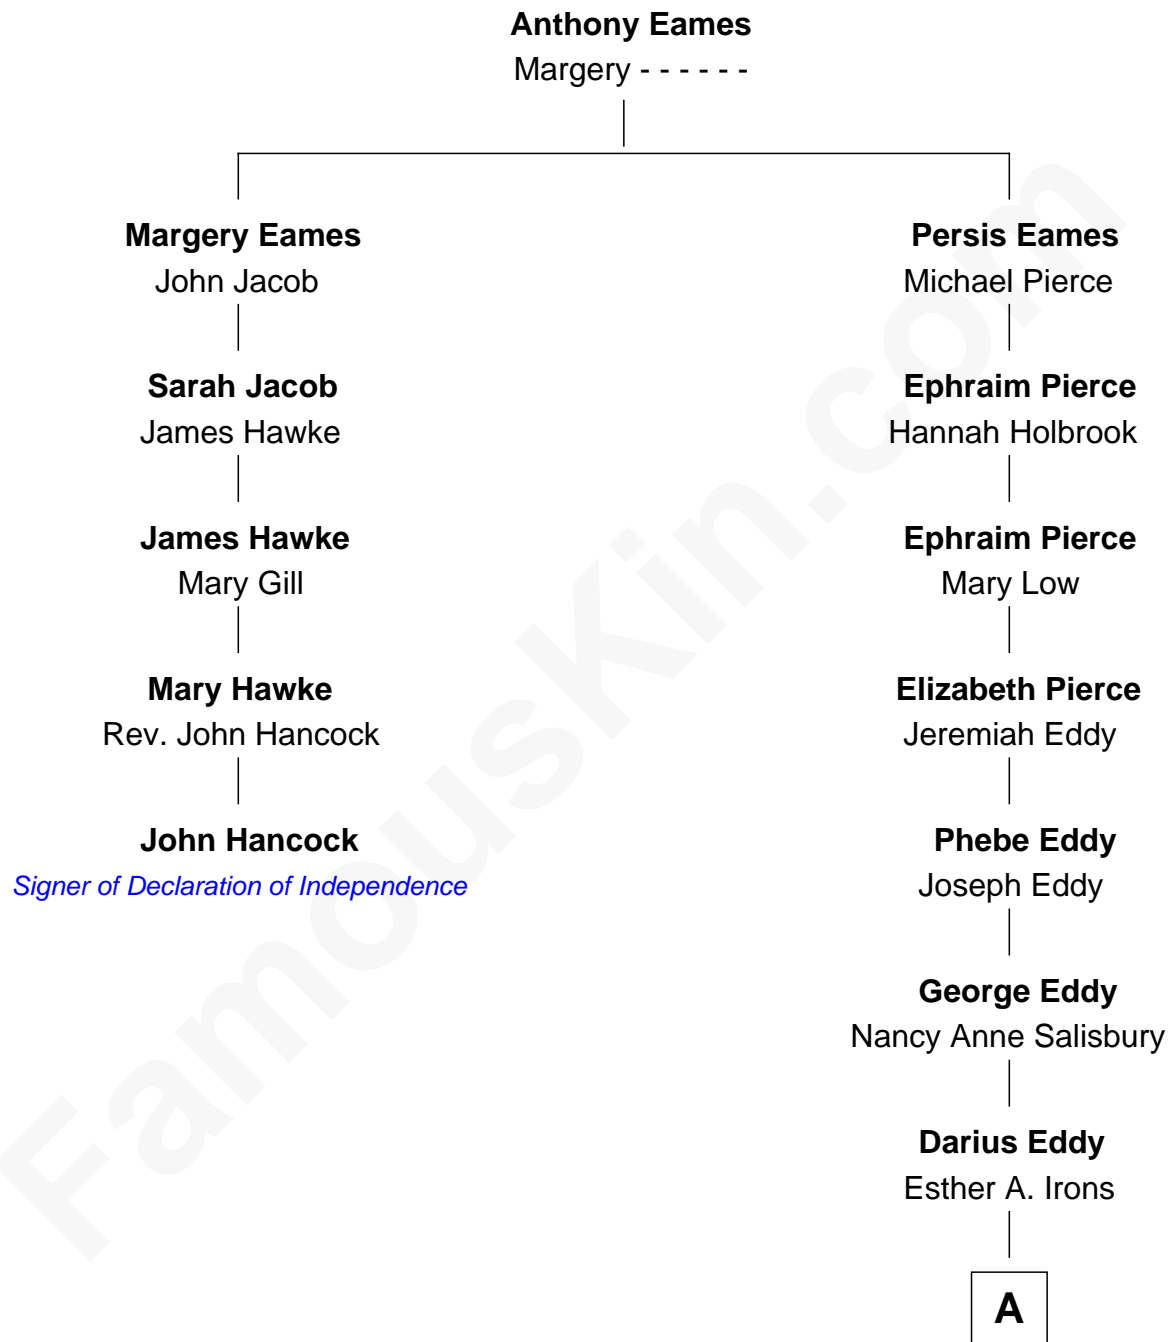 Anthony Eames
Margery - - - - - -
Margery Eames
John Jacob
Persis Eames
Michael Pierce
Sarah Jacob
James Hawke
Ephraim Pierce
Hannah Holbrook
James Hawke
Mary Gill
Ephraim Pierce
Mary Low
Mary Hawke
Rev. John Hancock
Elizabeth Pierce
Jeremiah Eddy
John Hancock
Signer of Declaration of Independence
Phebe Eddy
Joseph Eddy
George Eddy
Nancy Anne Salisbury
Darius Eddy
Esther A. Irons
A
FamousKin.com